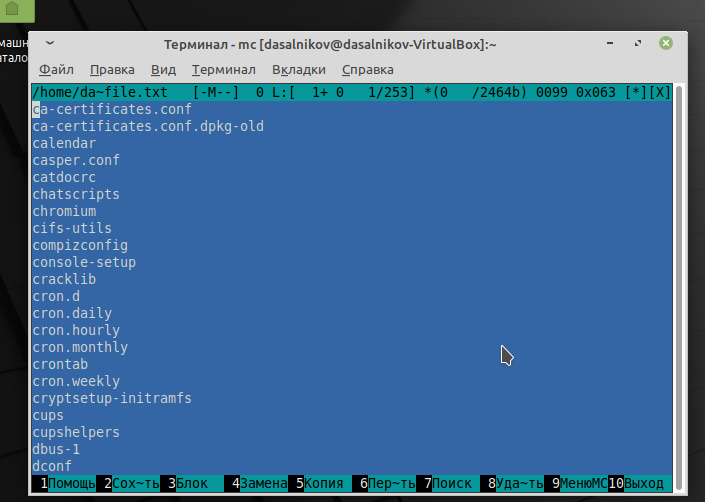 Терминал - mc [dasalnikov@dasalnikov-VirtualBox]:~
Файл Правка Вид Терминал Вкладки Справка
/home/da~file.txt   [-M--]  0 L:[  1+ 0   1/253] *(0   /2464b) 0099 0x063 [*][X]
ca-certificates.conf
ca-certificates.conf.dpkg-old
calendar
casper.conf
catdocrc
chatscripts
chromium
cifs-utils
compizconfig
console-setup
cracklib
cron.d
cron.daily
cron.hourly
cron.monthly
crontab
cron.weekly
cryptsetup-initramfs
cups
cupshelpers
dbus-1
dconf
1Помощь 2Сох~ть 3Блок 4Замена 5Копия 6Пер~ть 7Поиск 8Уда~ть 9МенюMC 10Выход